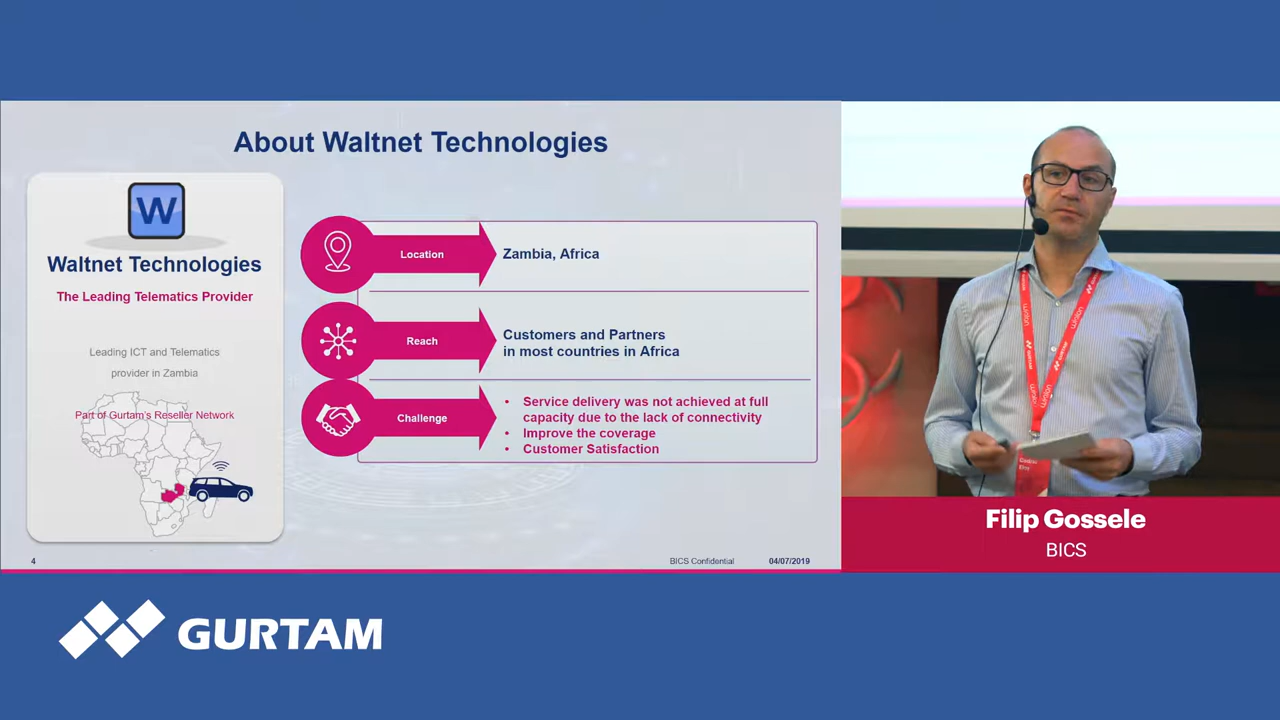 About Waltnet Technologies
W
Waltnet Technologies
The Leading Telematics Provider
Leading ICT and Telematics
provider in Zambia
Part of Gurtam's Reseller Network
Location
Zambia, Africa
Reach
Customers and Partners
in most countries in Africa
Challenge
• Service delivery was not achieved at full
capacity due to the lack of connectivity
• Improve the coverage
• Customer Satisfaction
4
BICS Confidential
04/07/2019
Filip Gossele
BICS
GURTAM